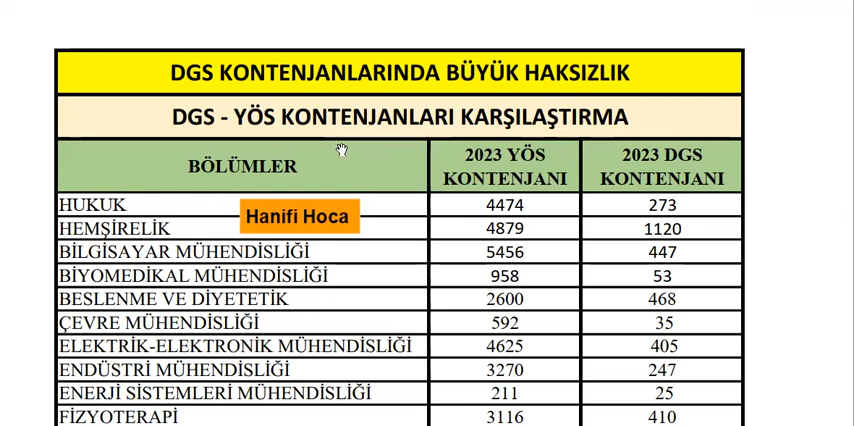 DGS KONTENJANLARINDA BÜYÜK HAKSIZLIK
DGS - YÖS KONTENJANLARI KARŞILAŞTIRMA
BÖLÜMLER 2023 YÖS KONTENJANI 2023 DGS KONTENJANI
HUKUK 4474 273
Hanifi Hoca
HEMŞİRELİK 4879 1120
BİLGİSAYAR MÜHENDİSLİĞİ 5456 447
BİYOMEDİKAL MÜHENDİSLİĞİ 958 53
BESLENME VE DİYETETİK 2600 468
ÇEVRE MÜHENDİSLİĞİ 592 35
ELEKTRİK-ELEKTRONİK MÜHENDİSLİĞİ 4625 405
ENDÜSTRİ MÜHENDİSLİĞİ 3270 247
ENERJİ SİSTEMLERİ MÜHENDİSLİĞİ 211 25
FİZYOTERAPİ 3116 410